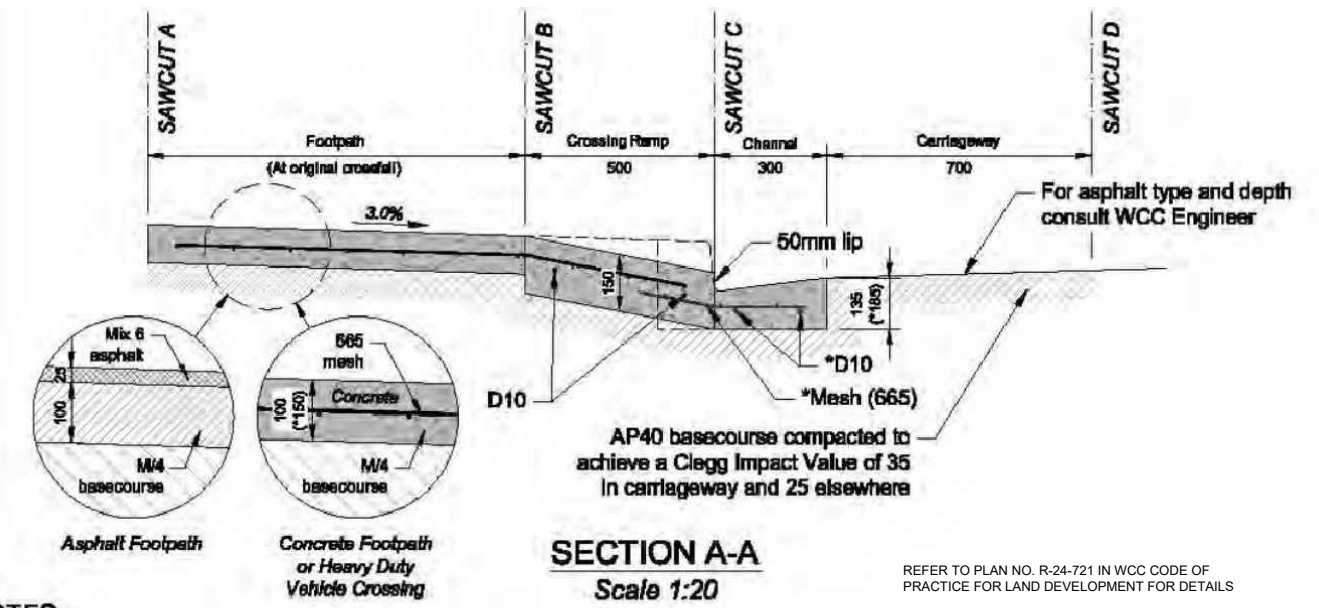 SAWCUT A
SAWCUT B
SAWCUT C
SAWCUT D
Footpath
(At original crossfall)
Crossing Ramp
500
Channel
300
Carriageway
700
3.0%
For asphalt type and depth
consult WCC Engineer
50mm lip
150
135
(*185)
*D10
D10
*Mesh (665)
AP40 basecourse compacted to
achieve a Clegg Impact Value of 35
in carriageway and 25 elsewhere
Mix 6
asphalt
25
100
M/4
basecourse
Asphalt Footpath
665
mesh
Concrete
100
(*150)
M/4
basecourse
Concrete Footpath
or Heavy Duty
Vehicle Crossing
SECTION A-A
Scale 1:20
REFER TO PLAN NO. R-24-721 IN WCC CODE OF
PRACTICE FOR LAND DEVELOPMENT FOR DETAILS